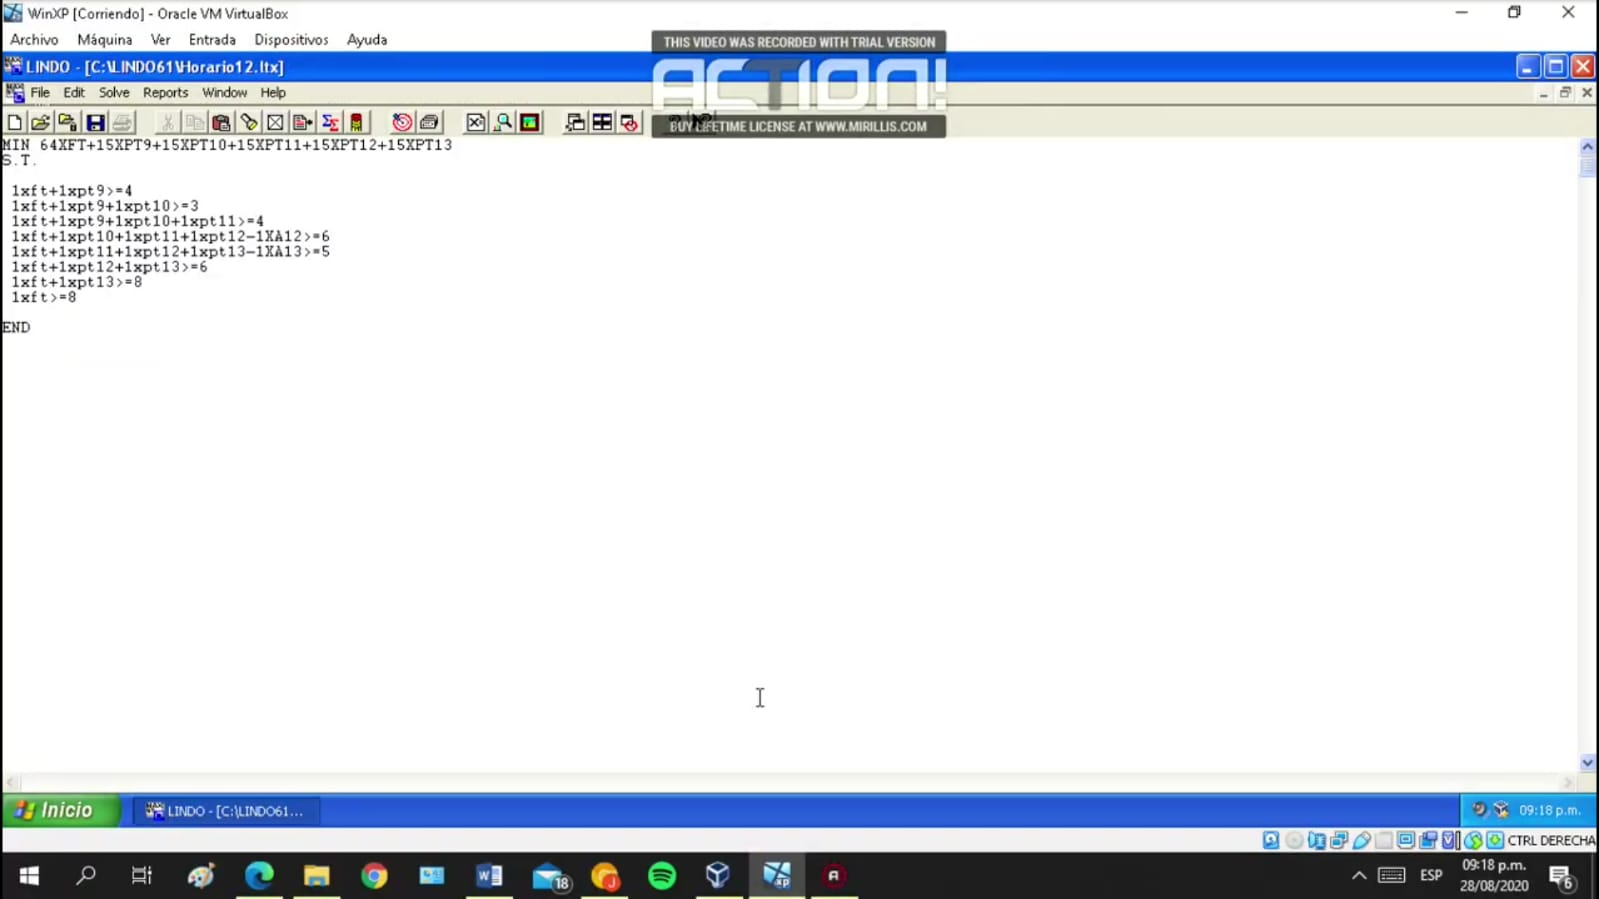 WinXP [Corriendo] - Oracle VM VirtualBox
Archivo Máquina Ver Entrada Dispositivos Ayuda
THIS VIDEO WAS RECORDED WITH TRIAL VERSION
ACTION!
BUY LIFETIME LICENSE AT WWW.MIRILLIS.COM
LINDO - [C:\LINDO61\Horario12.ltx]
File Edit Solve Reports Window Help
MIN 64XFT+15XPT9+15XPT10+15XPT11+15XPT12+15XPT13
S.T.
1xft+1xpt9>=4
1xft+1xpt9+1xpt10>=3
1xft+1xpt9+1xpt10+1xpt11>=4
1xft+1xpt10+1xpt11+1xpt12-1XA12>=6
1xft+1xpt11+1xpt12+1xpt13-1XA13>=5
1xft+1xpt12+1xpt13>=6
1xft+1xpt13>=8
1xft>=8
END
Inicio
LINDO - [C:\LINDO61...
09:18 p.m.
CTRL DERECHA
18
XP
ESP
09:18 p.m.
28/08/2020
6